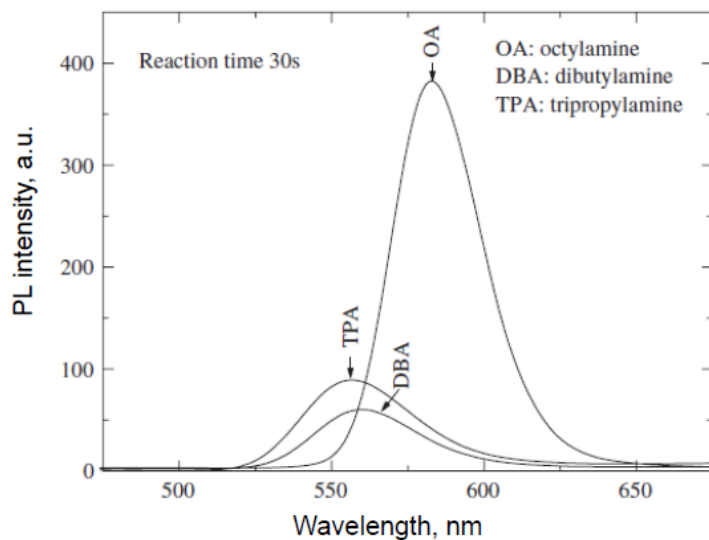 OA
Reaction time 30s
OA: octylamine
DBA: dibutylamine
TPA: tripropylamine
400
300
200
100
0
PL intensity, a.u.
TPA
DBA
500
550
600
650
Wavelength, nm